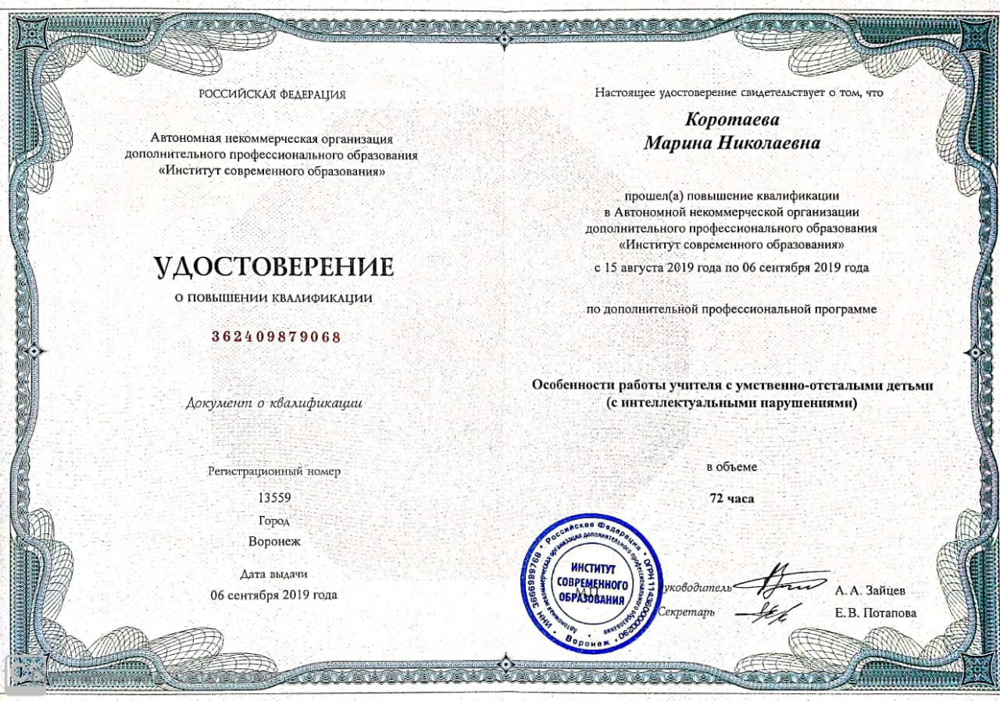 РОССИЙСКАЯ ФЕДЕРАЦИЯ
Автономная некоммерческая организация
дополнительного профессионального образования
«Институт современного образования»
УДОСТОВЕРЕНИЕ
О ПОВЫШЕНИИ КВАЛИФИКАЦИИ
362409879068
Документ о квалификации
Регистрационный номер
13559
Город
Воронеж
Дата выдачи
06 сентября 2019 года
Настоящее удостоверение свидетельствует о том, что
Коротаева
Марина Николаевна
прошел(а) повышение квалификации
в Автономной некоммерческой организации
дополнительного профессионального образования
«Институт современного образования»
с 15 августа 2019 года по 06 сентября 2019 года
по дополнительной профессиональной программе
Особенности работы учителя с умственно-отсталыми детьми
(с интеллектуальными нарушениями)
в объеме
72 часа
Российская Федерация • ОГРН 1143600000290 • Воронеж • ИНН 3666999768 •
Автономная некоммерческая организация дополнительного профессионального образования
ИНСТИТУТ
СОВРЕМЕННОГО
ОБРАЗОВАНИЯ
М.П.
Руководитель
А. А. Зайцев
Секретарь
Е. В. Потапова